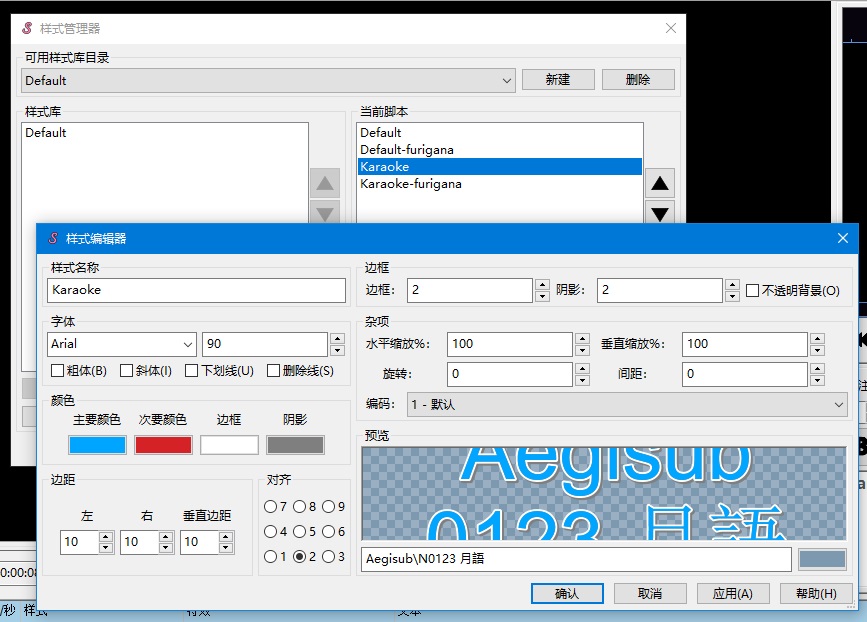 样式管理器
可用样式库目录
Default
新建
删除
样式库
当前脚本
Default
Default
Default-furigana
Karaoke
Karaoke-furigana
样式编辑器
样式名称
Karaoke
边框
边框: 2 阴影: 2 不透明背景(O)
字体
Arial 90
粗体(B) 斜体(I) 下划线(U) 删除线(S)
杂项
水平缩放%: 100 垂直缩放%: 100
旋转: 0 间距: 0
编码: 1 - 默认
颜色
主要颜色 次要颜色 边框 阴影
预览
Aegisub
0123 月語
Aegisub\N0123 月語
边距
左 右 垂直边距
10 10 10
对齐
7 8 9
4 5 6
1 2 3
确认 取消 应用(A) 帮助(H)
0:00:0
/秒 样式 特效 文本
注